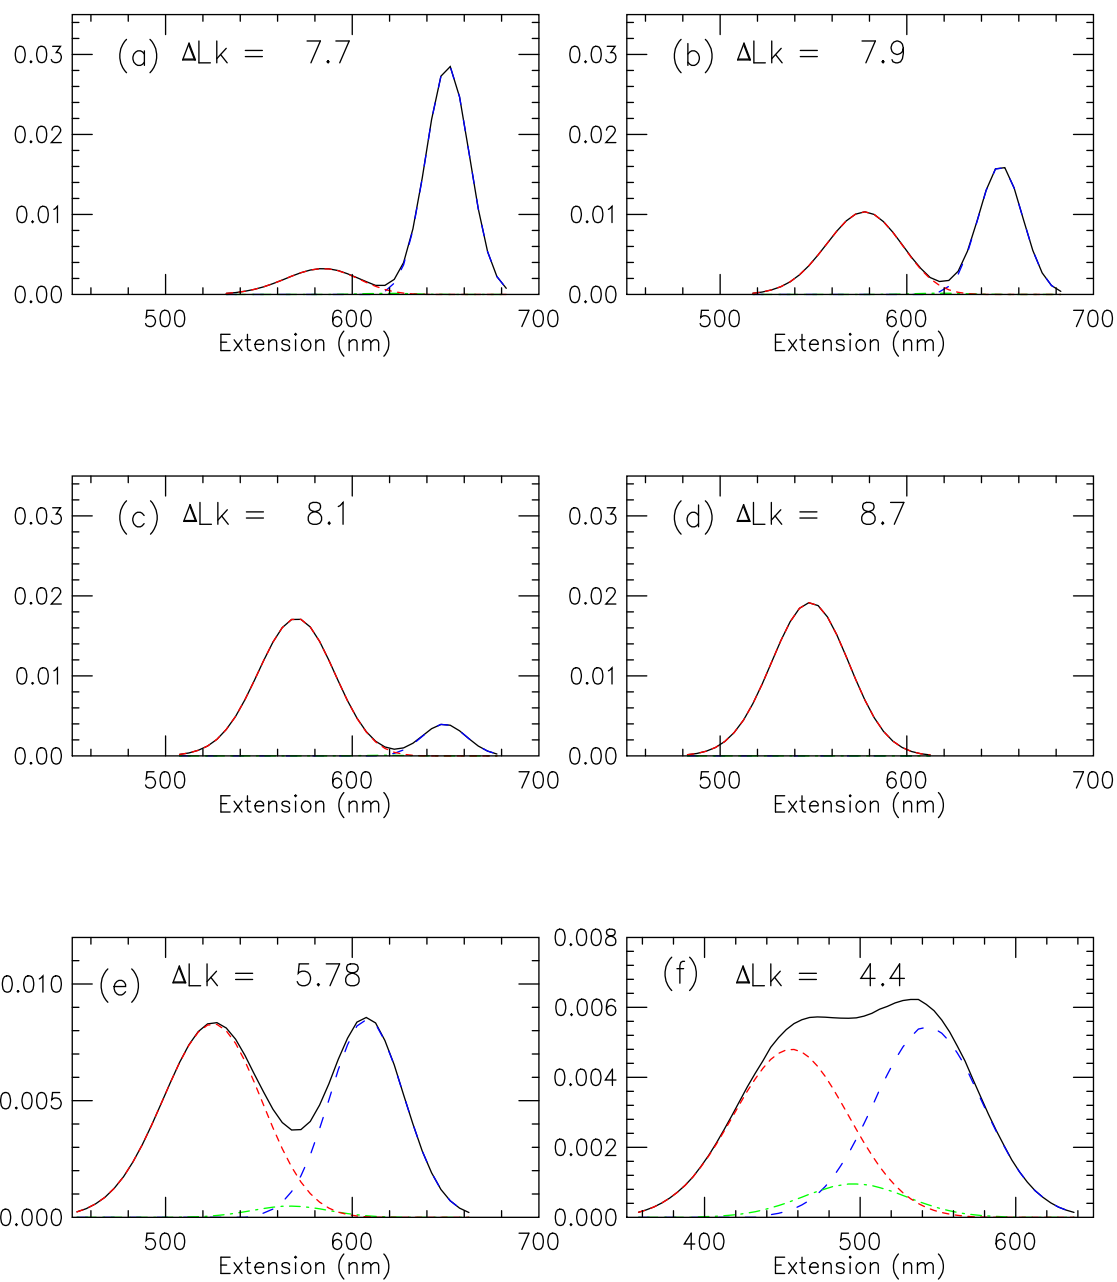 (a) ΔLk = 7.7
0.03
0.02
0.01
0.00
500 600 700
Extension (nm)
(b) ΔLk = 7.9
0.03
0.02
0.01
0.00
500 600 700
Extension (nm)
(c) ΔLk = 8.1
0.03
0.02
0.01
0.00
500 600 700
Extension (nm)
(d) ΔLk = 8.7
0.03
0.02
0.01
0.00
500 600 700
Extension (nm)
(e) ΔLk = 5.78
0.010
0.005
0.000
500 600 700
Extension (nm)
0.008
(f) ΔLk = 4.4
0.006
0.004
0.002
0.000
400 500 600
Extension (nm)